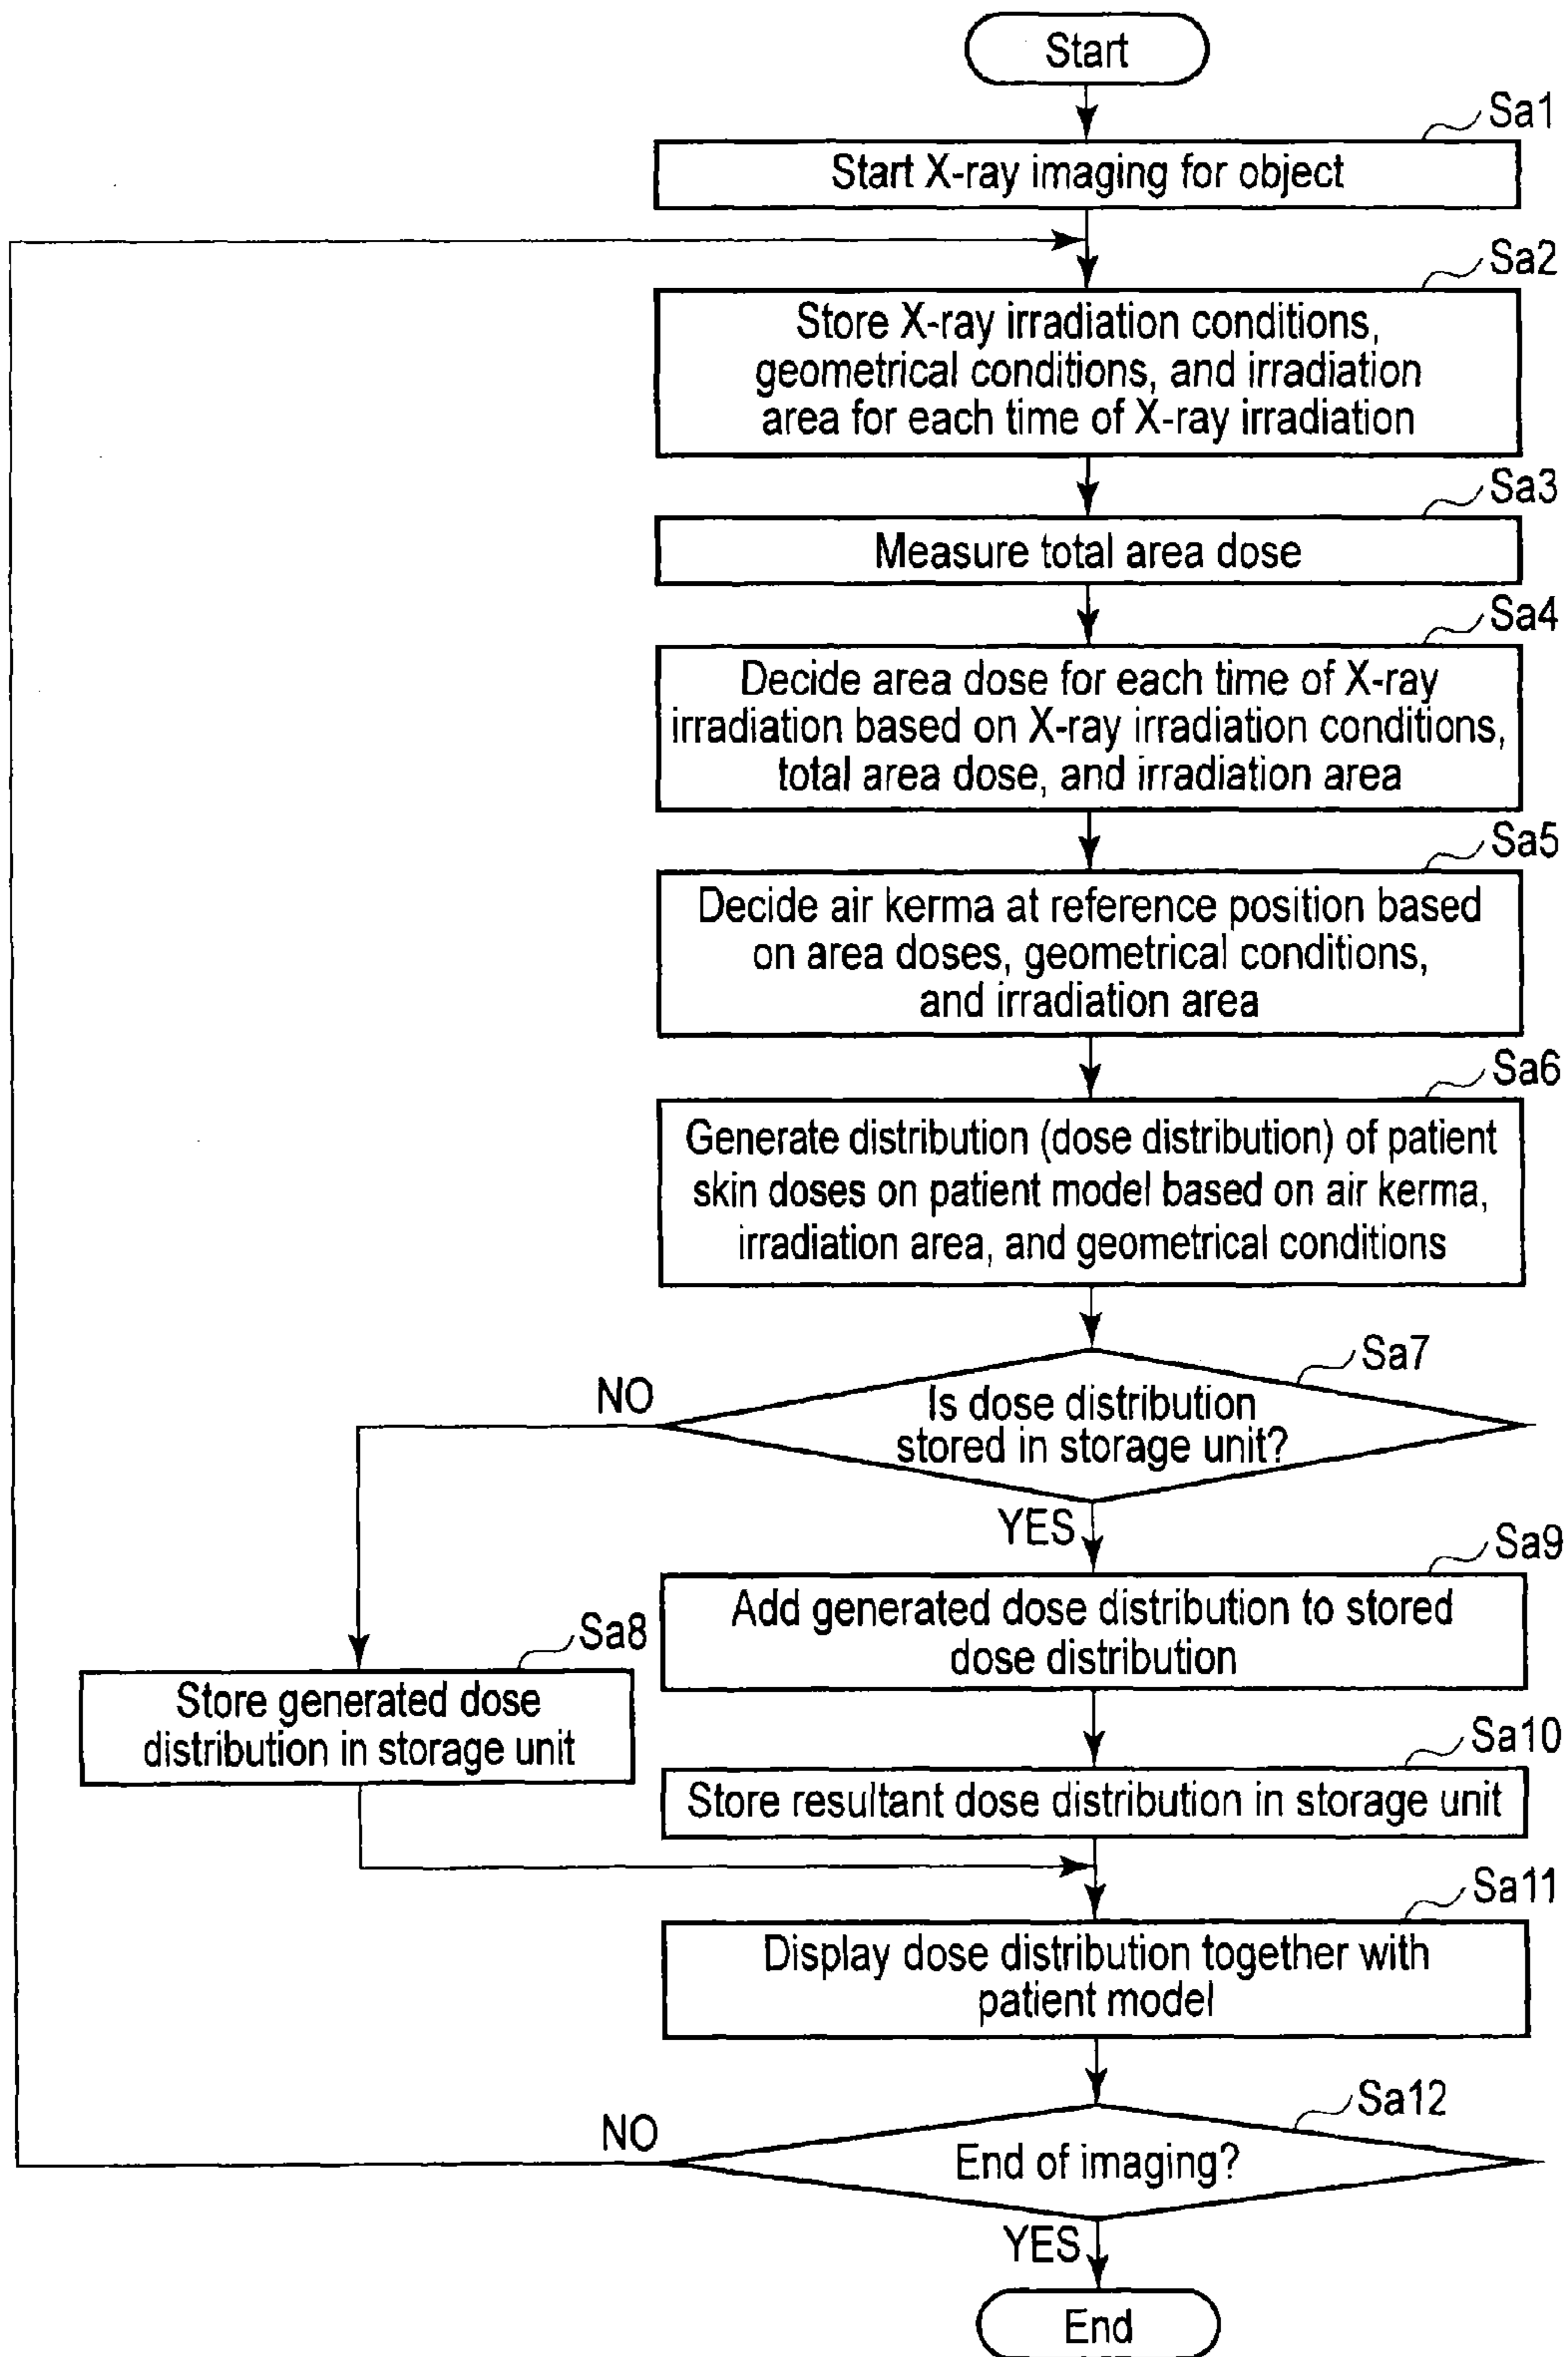 Start
Sa1
Start X-ray imaging for object
Sa2
Store X-ray irradiation conditions,
geometrical conditions, and irradiation
area for each time of X-ray irradiation
Sa3
Measure total area dose
Sa4
Decide area dose for each time of X-ray
irradiation based on X-ray irradiation conditions,
total area dose, and irradiation area
Sa5
Decide air kerma at reference position based
on area doses, geometrical conditions,
and irradiation area
Sa6
Generate distribution (dose distribution) of patient
skin doses on patient model based on air kerma,
irradiation area, and geometrical conditions
Sa7
NO
Is dose distribution
stored in storage unit?
YES
Sa9
Add generated dose distribution to stored
dose distribution
Sa8
Store generated dose
distribution in storage unit
Sa10
Store resultant dose distribution in storage unit
Sa11
Display dose distribution together with
patient model
Sa12
NO
End of imaging?
YES
End